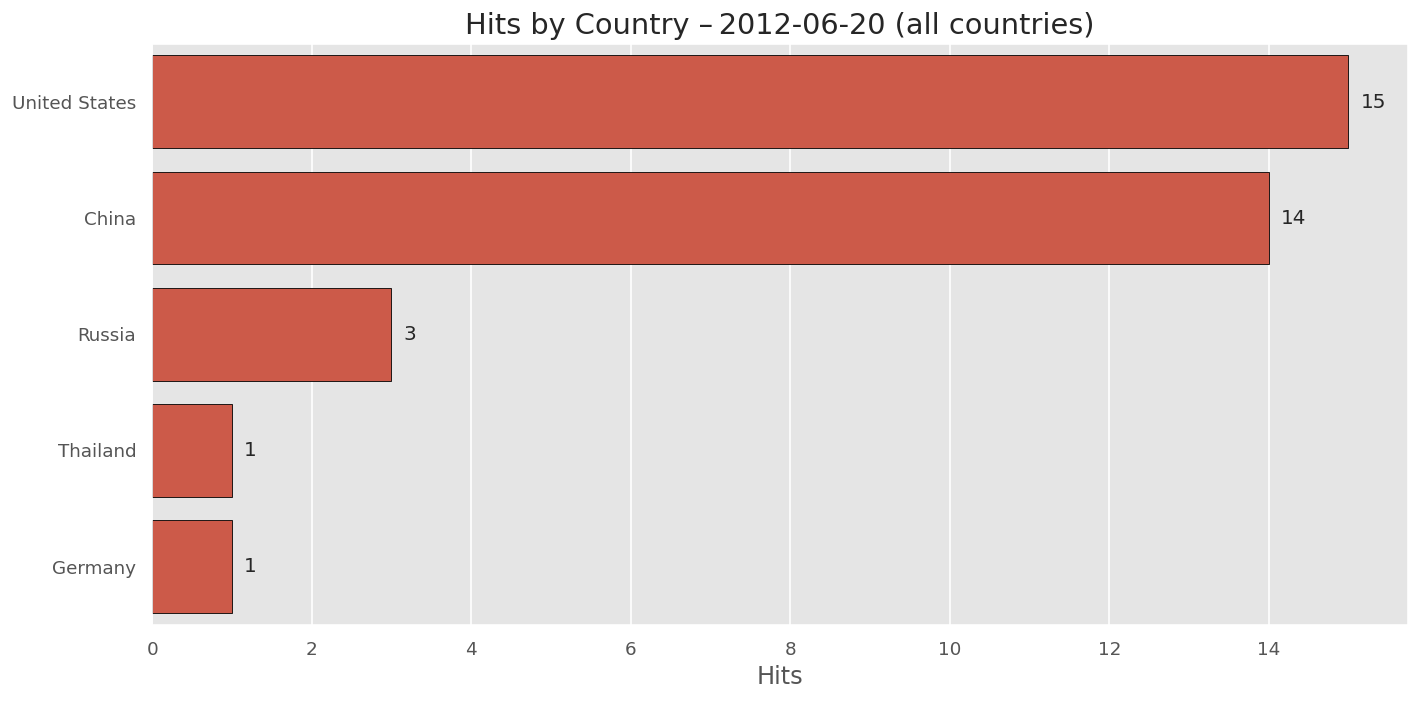 Hits by Country – 2012-06-20 (all countries)
United States 15
China 14
Russia 3
Thailand 1
Germany 1
0 2 4 6 8 10 12 14
Hits